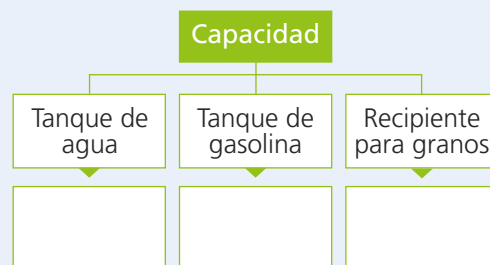 Capacidad
Tanque de
agua
Tanque de
gasolina
Recipiente
para granos